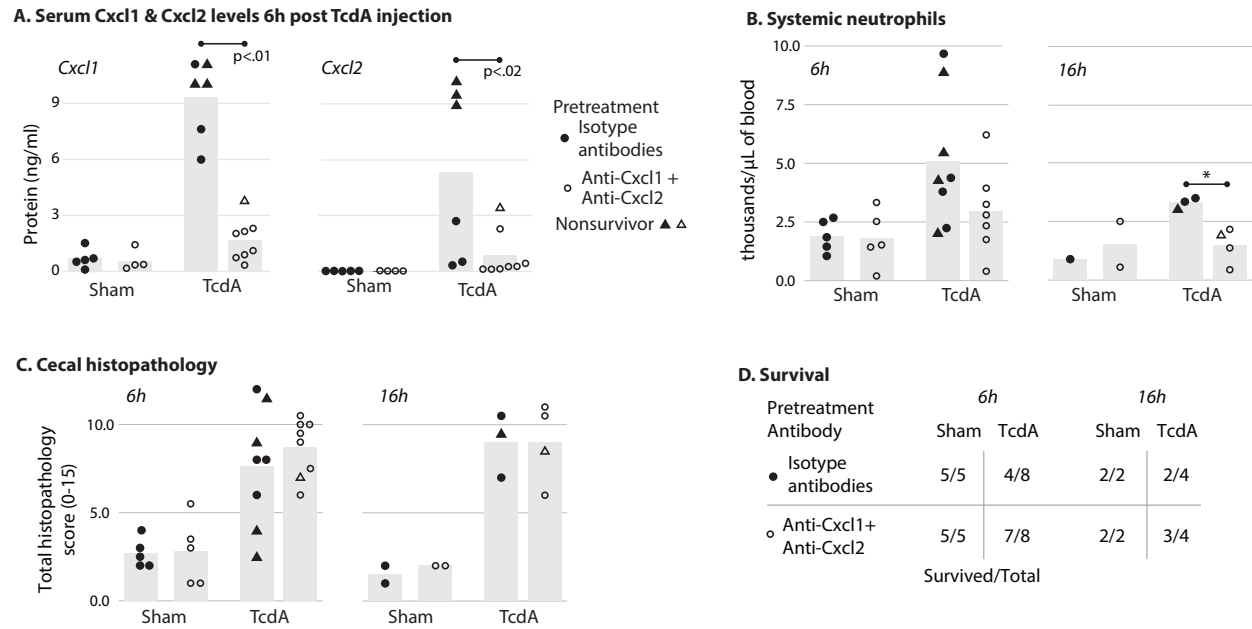 A. Serum Cxcl1 & Cxcl2 levels 6h post TcdA injection
Cxcl1
p<.01
Protein (ng/ml)
9
6
3
0
Sham
TcdA
Cxcl2
p<.02
Sham
TcdA
Pretreatment
Isotype
antibodies
Anti-Cxcl1 +
Anti-Cxcl2
Nonsurvivor
B. Systemic neutrophils
thousands/µL of blood
10.0
7.5
5.0
2.5
0.0
6h
Sham
TcdA
16h
*
Sham
TcdA
C. Cecal histopathology
Total histopathology
score (0-15)
10.0
5.0
0.0
6h
Sham
TcdA
16h
Sham
TcdA
D. Survival
Pretreatment
Antibody
6h
16h
Sham TcdA Sham TcdA
Isotype
antibodies
5/5 4/8 2/2 2/4
Anti-Cxcl1+
Anti-Cxcl2
5/5 7/8 2/2 3/4
Survived/Total